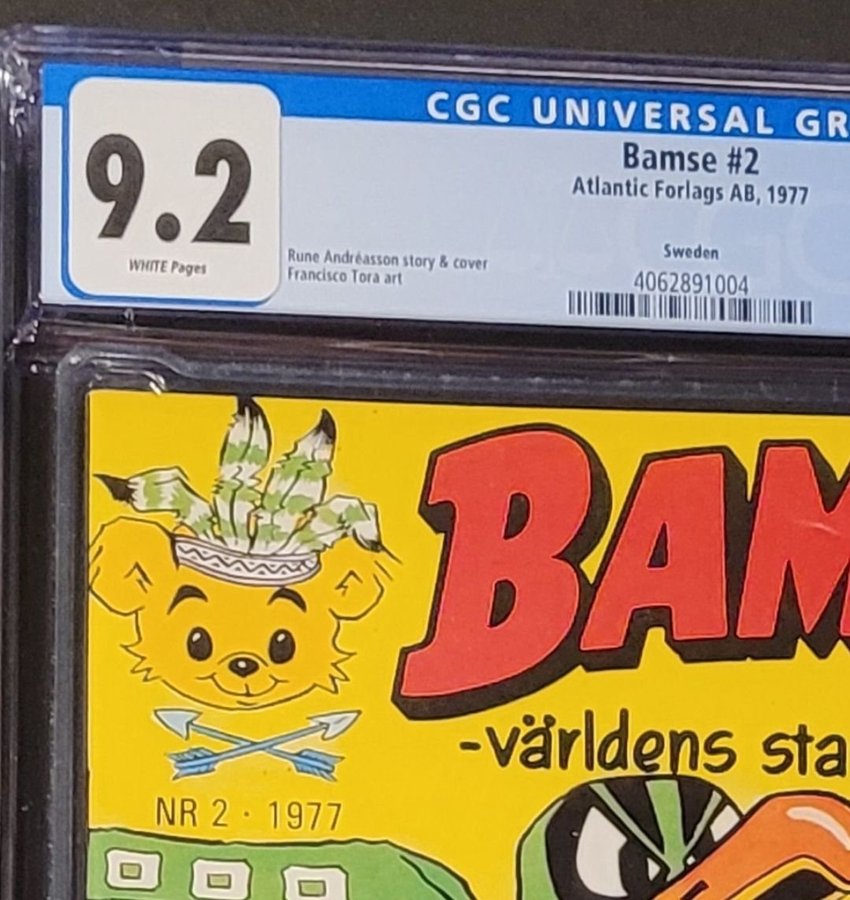 CGC UNIVERSAL GR
9.2
WHITE Pages
Bamse #2
Atlantic Forlags AB, 1977
Rune Andréasson story & cover
Francisco Tora art
Sweden
4062891004
BAM
-världens sta
NR 2 · 1977